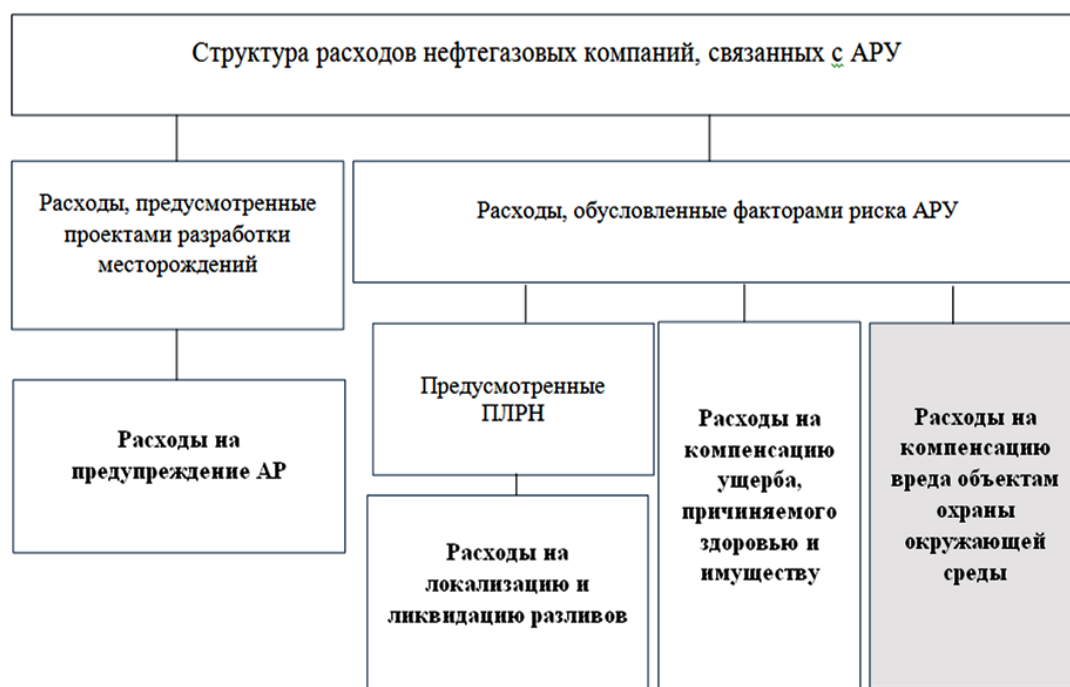 Структура расходов нефтегазовых компаний, связанных с АРУ
Расходы, предусмотренные
проектами разработки
месторождений
Расходы, обусловленные факторами риска АРУ
Расходы на
предупреждение АР
Предусмотренные
ПЛРН
Расходы на
локализацию и
ликвидацию разливов
Расходы на
компенсацию
ущерба,
причиняемого
здоровью и
имуществу
Расходы на
компенсацию
вреда объектам
охраны
окружающей
среды